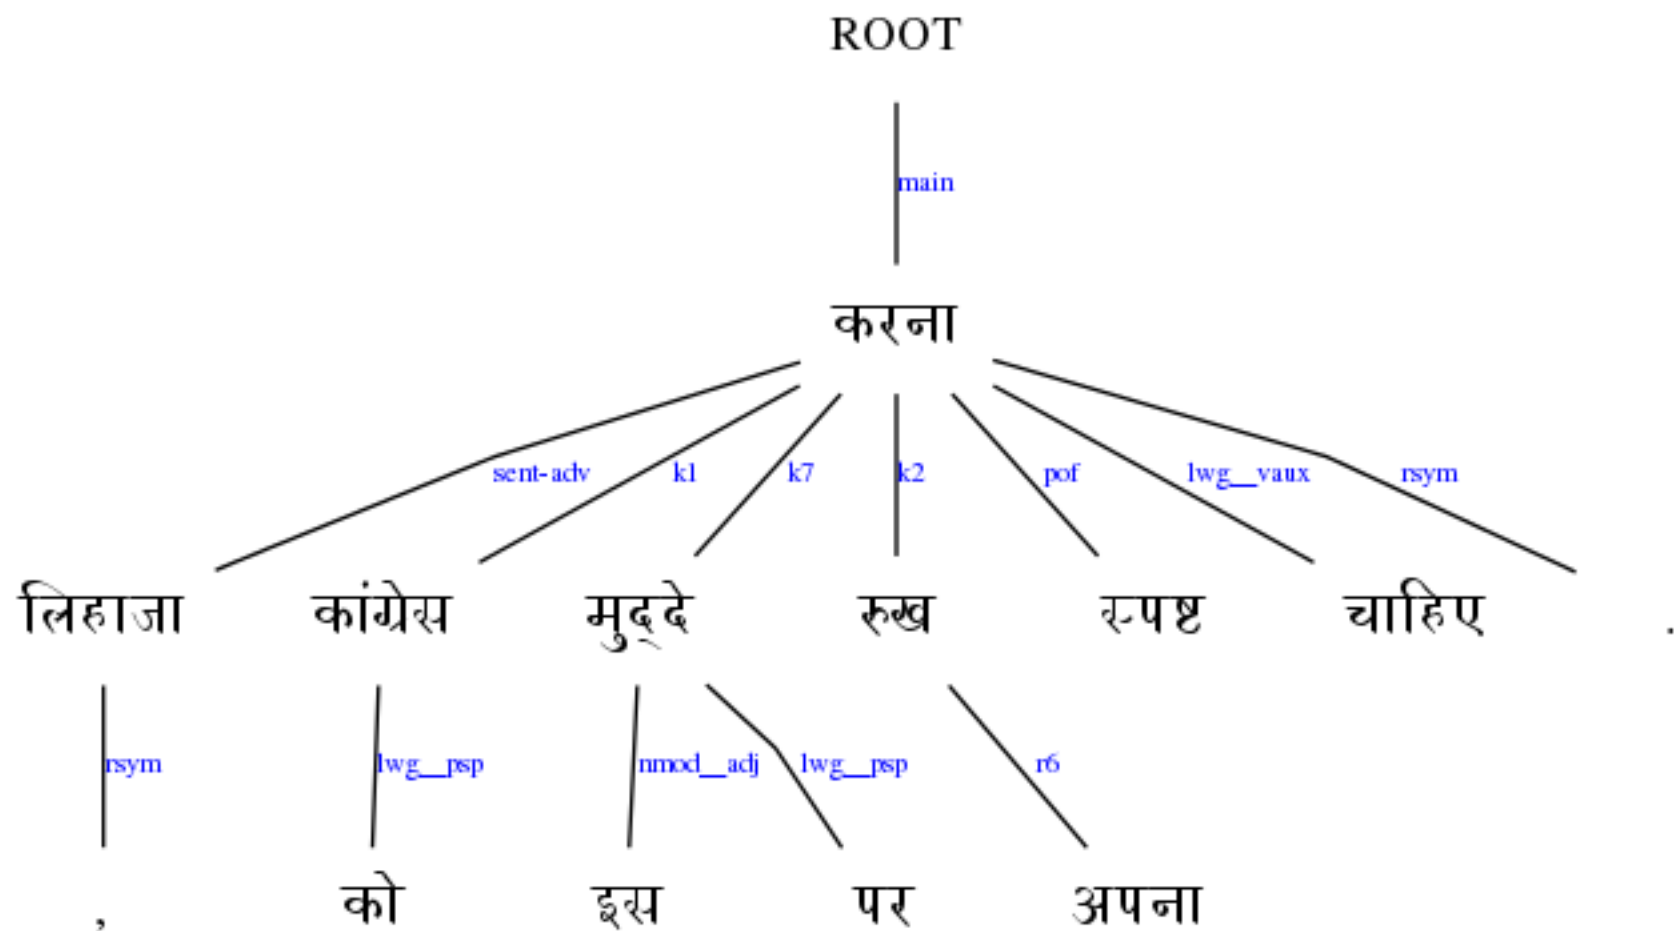 ROOT
main
करना
sent-adv k1 k7 k2 pof lwg__vaux rsym
लिहाजा कांग्रेस मुद्दे रुख स्पष्ट चाहिए .
rsym lwg__psp nmod__adj lwg__psp r6
, को इस पर अपना